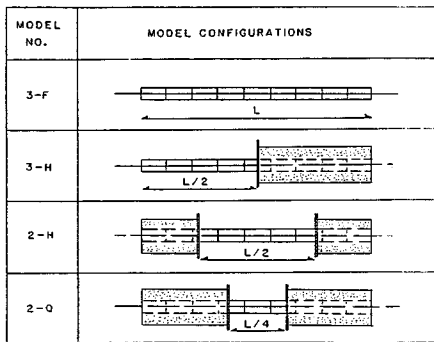 MODEL NO.
MODEL CONFIGURATIONS
3-F
L
3-H
L/2
2-H
L/2
2-Q
L/4